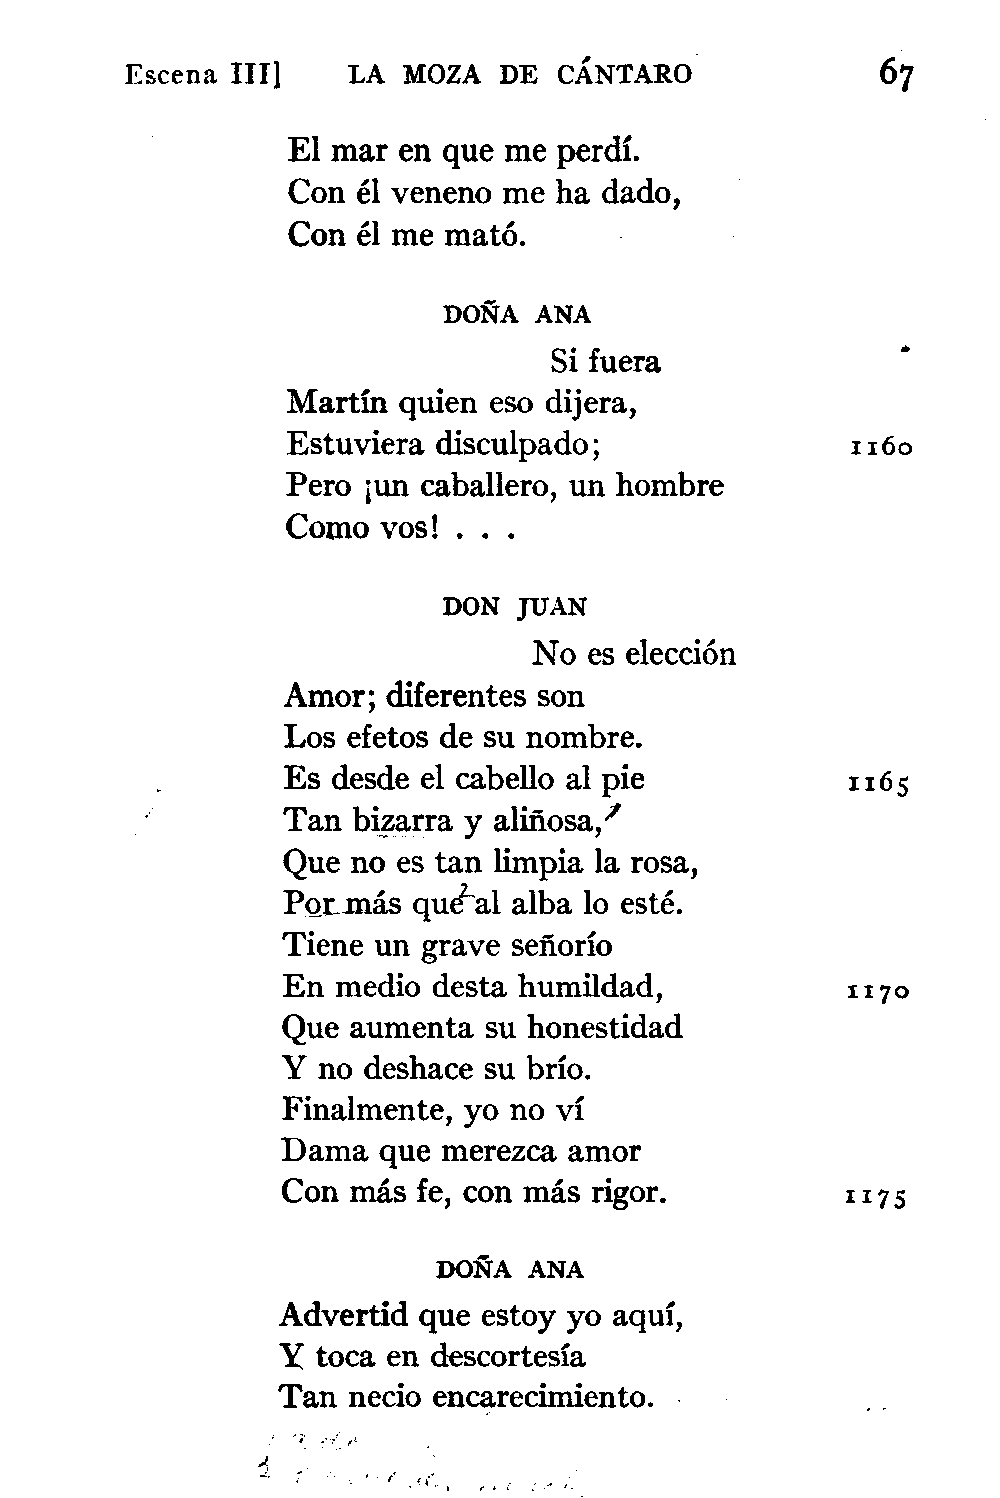 Escena III] LA MOZA DE CÁNTARO 67
El mar en que me perdí.
Con él veneno me ha dado,
Con él me mató.
DOÑA ANA
Si fuera
Martín quien eso dijera,
Estuviera disculpado; 1160
Pero ¡un caballero, un hombre
Como vos! . . .
DON JUAN
No es elección
Amor; diferentes son
Los efetos de su nombre.
Es desde el cabello al pie 1165
Tan bizarra y aliñosa,
Que no es tan limpia la rosa,
Por más que al alba lo esté.
Tiene un grave señorío
En medio desta humildad, 1170
Que aumenta su honestidad
Y no deshace su brío.
Finalmente, yo no ví
Dama que merezca amor
Con más fe, con más rigor. 1175
DOÑA ANA
Advertid que estoy yo aquí,
Y toca en descortesía
Tan necio encarecimiento.